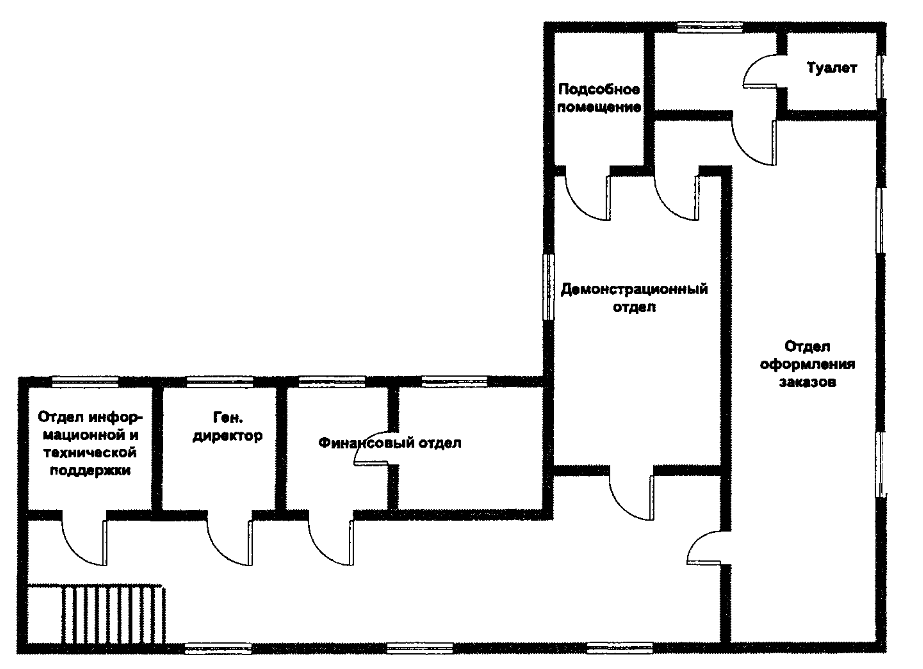 Туалет
Подсобное
помещение
Демонстрационный
отдел
Отдел
оформления
заказов
Отдел инфор-
мационной и
технической
поддержки
Ген.
директор
Финансовый отдел